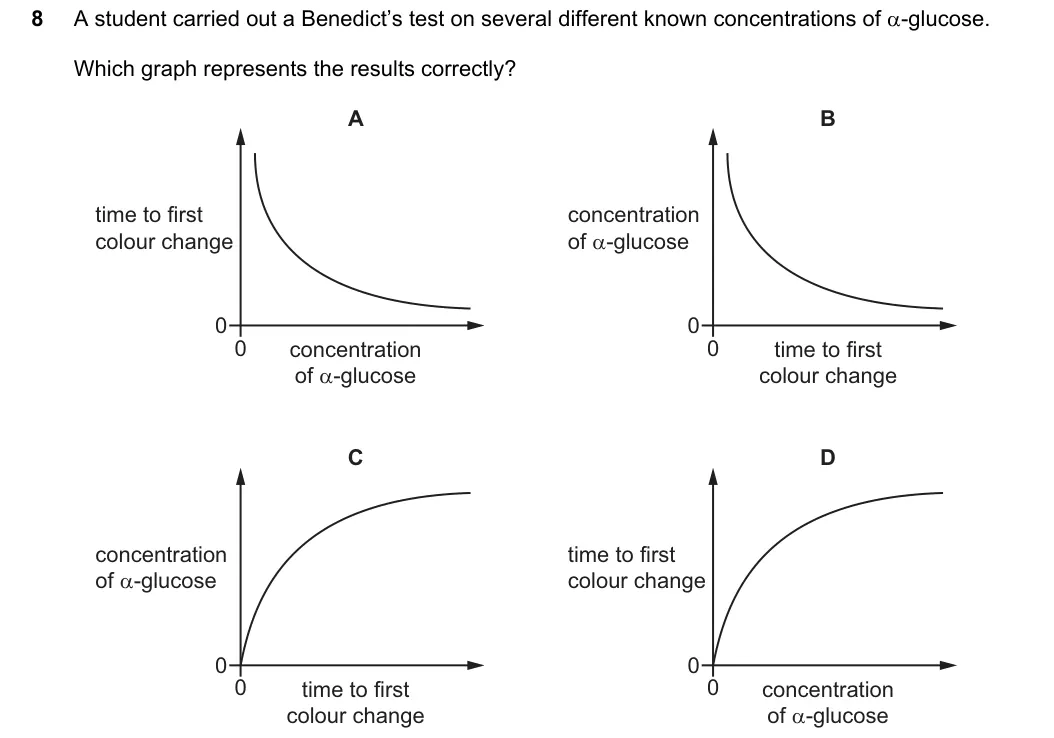 8 A student carried out a Benedict's test on several different known concentrations of α-glucose.
Which graph represents the results correctly?
A
time to first
colour change
0
0
concentration
of α-glucose
B
concentration
of α-glucose
0
0
time to first
colour change
C
concentration
of α-glucose
0
0
time to first
colour change
D
time to first
colour change
0
0
concentration
of α-glucose